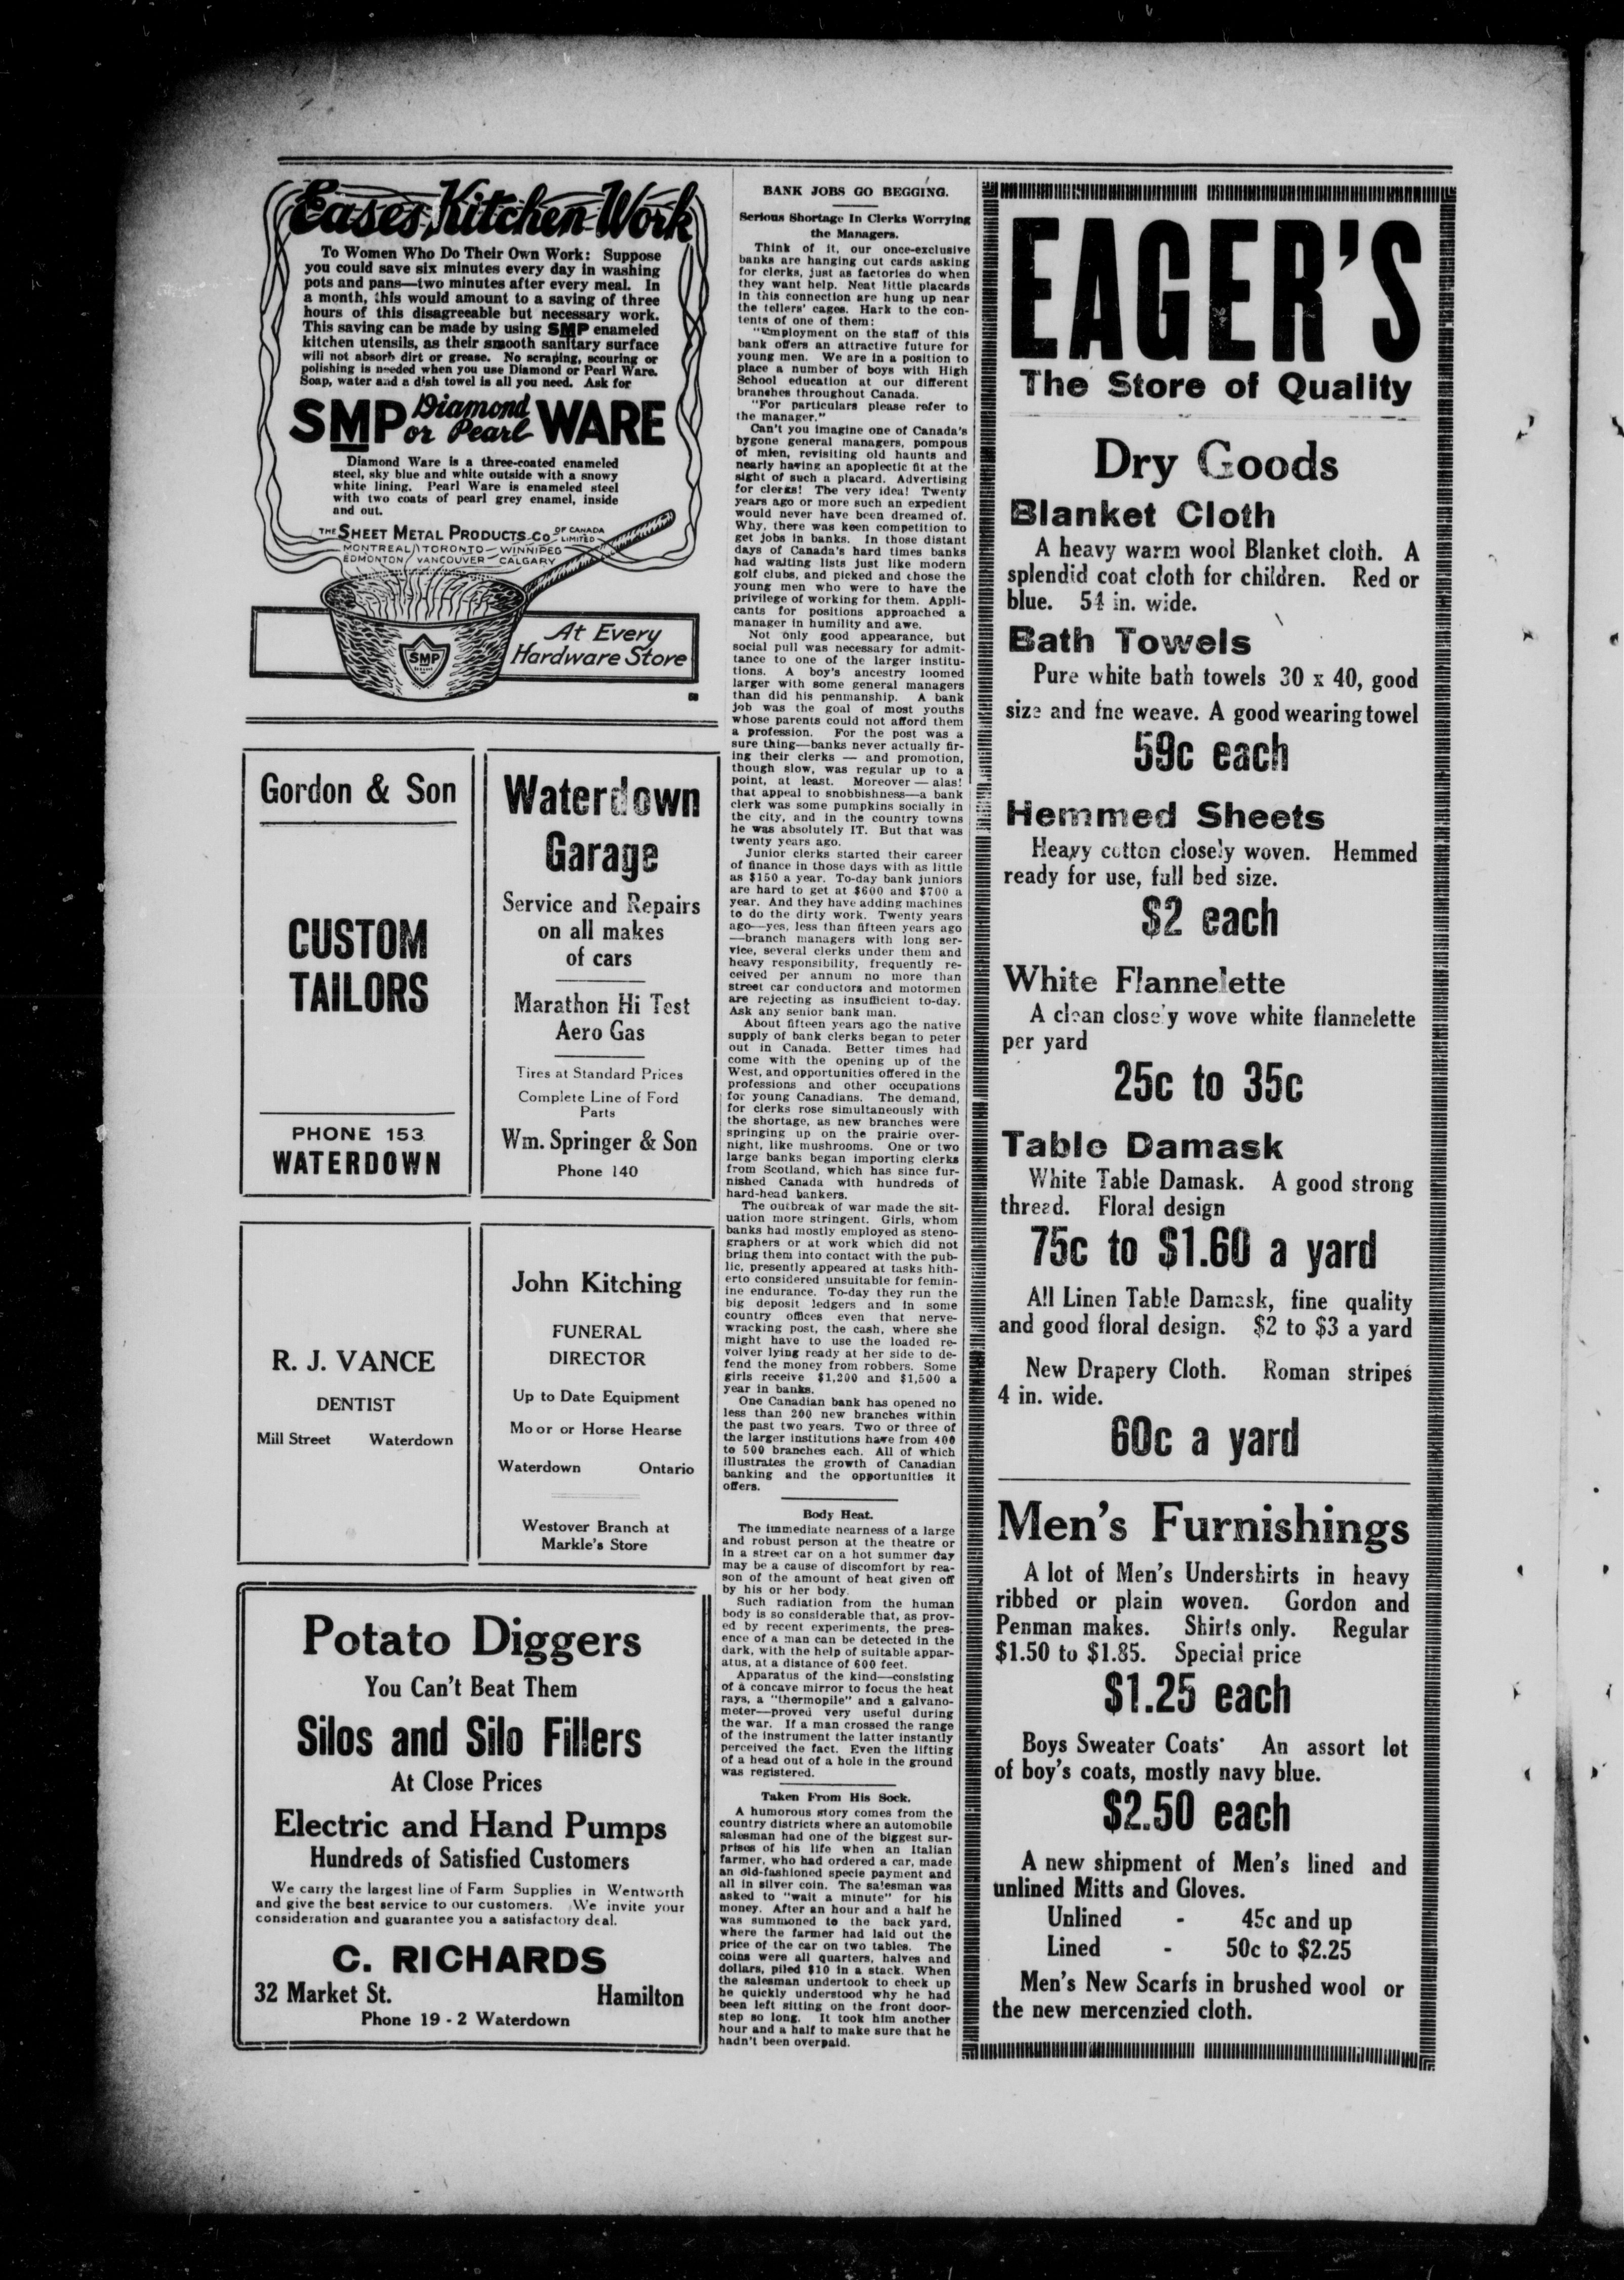 Eases Kitchen Work
To Women Who Do Their Own Work: Suppose
you could save six minutes every day in washing
pots and pans—two minutes after every meal. In
a month, this would amount to a saving of three
hours of this disagreeable but necessary work.
This saving can be made by using SMP enameled
kitchen utensils, as their smooth sanitary surface
will not absorb dirt or grease. No scraping, scouring or
polishing is needed when you use Diamond or Pearl Ware.
Soap, water and a dish towel is all you need. Ask for
SMP Diamond or Pearl WARE
Diamond Ware is a three-coated enameled
steel, sky blue and white outside with a snowy
white lining. Pearl Ware is enameled steel
with two coats of pearl grey enamel, inside
and out.
THE SHEET METAL PRODUCTS CO OF CANADA LIMITED
MONTREAL TORONTO WINNIPEG
EDMONTON VANCOUVER CALGARY
SMP
At Every
Hardware Store
Gordon & Son
CUSTOM
TAILORS
PHONE 153
WATERDOWN
Waterdown
Garage
Service and Repairs
on all makes
of cars
Marathon Hi Test
Aero Gas
Tires at Standard Prices
Complete Line of Ford
Parts
Wm. Springer & Son
Phone 140
R. J. VANCE
DENTIST
Mill Street Waterdown
John Kitching
FUNERAL
DIRECTOR
Up to Date Equipment
Mo or or Horse Hearse
Waterdown Ontario
Westover Branch at
Markle's Store
Potato Diggers
You Can't Beat Them
Silos and Silo Fillers
At Close Prices
Electric and Hand Pumps
Hundreds of Satisfied Customers
We carry the largest line of Farm Supplies in Wentworth
and give the best service to our customers. We invite your
consideration and guarantee you a satisfactory deal.
C. RICHARDS
32 Market St. Hamilton
Phone 19 - 2 Waterdown
BANK JOBS GO BEGGING.
Serious Shortage In Clerks Worrying
the Managers.
Think of it, our once-exclusive
banks are hanging out cards asking
for clerks, just as factories do when
they want help. Neat little placards
in this connection are hung up near
the tellers' cages. Hark to the con-
tents of one of them:
"Employment on the staff of this
bank offers an attractive future for
young men. We are in a position to
place a number of boys with High
School education at our different
branches throughout Canada.
"For particulars please refer to
the manager."
Can't you imagine one of Canada's
bygone general managers, pompous
of mien, revisiting old haunts and
nearly having an apoplectic fit at the
sight of such a placard. Advertising
for clerks! The very idea! Twenty
years ago or more such an expedient
would never have been dreamed of.
Why, there was keen competition to
get jobs in banks. In those distant
days of Canada's hard times banks
had waiting lists just like modern
golf clubs, and picked and chose the
young men who were to have the
privilege of working for them. Appli-
cants for positions approached a
manager in humility and awe.
Not only good appearance, but
social pull was necessary for admit-
tance to one of the larger institu-
tions. A boy's ancestry loomed
larger with some general managers
than did his penmanship. A bank
job was the goal of most youths
whose parents could not afford them
a profession. For the post was a
sure thing—banks never actually fir-
ing their clerks — and promotion,
though slow, was regular up to a
point, at least. Moreover — alas!
that appeal to snobbishness—a bank
clerk was some pumpkins socially in
the city, and in the country towns
he was absolutely IT. But that was
twenty years ago.
Junior clerks started their career
of finance in those days with as little
as $150 a year. To-day bank juniors
are hard to get at $600 and $700 a
year. And they have adding machines
to do the dirty work. Twenty years
ago—yes, less than fifteen years ago
—branch managers with long ser-
vice, several clerks under them and
heavy responsibility, frequently re-
ceived per annum no more than
street car conductors and motormen
are rejecting as insufficient to-day.
Ask any senior bank man.
About fifteen years ago the native
supply of bank clerks began to peter
out in Canada. Better times had
come with the opening up of the
West, and opportunities offered in the
professions and other occupations
for young Canadians. The demand,
for clerks rose simultaneously with
the shortage, as new branches were
springing up on the prairie over-
night, like mushrooms. One or two
large banks began importing clerks
from Scotland, which has since fur-
nished Canada with hundreds of
hard-head bankers.
The outbreak of war made the sit-
uation more stringent. Girls, whom
banks had mostly employed as steno-
graphers or at work which did not
bring them into contact with the pub-
lic, presently appeared at tasks hith-
erto considered unsuitable for femin-
ine endurance. To-day they run the
big deposit ledgers and in some
country offices even that nerve-
wracking post, the cash, where she
might have to use the loaded re-
volver lying ready at her side to de-
fend the money from robbers. Some
girls receive $1,200 and $1,500 a
year in banks.
One Canadian bank has opened no
less than 200 new branches within
the past two years. Two or three of
the larger institutions have from 400
to 500 branches each. All of which
illustrates the growth of Canadian
banking and the opportunities it
offers.
Body Heat.
The immediate nearness of a large
and robust person at the theatre or
in a street car on a hot summer day
may be a cause of discomfort by rea-
son of the amount of heat given off
by his or her body.
Such radiation from the human
body is so considerable that, as prov-
ed by recent experiments, the pres-
ence of a man can be detected in the
dark, with the help of suitable appar-
atus, at a distance of 600 feet.
Apparatus of the kind—consisting
of a concave mirror to focus the heat
rays, a "thermopile" and a galvano-
meter—proved very useful during
the war. If a man crossed the range
of the instrument the latter instantly
perceived the fact. Even the lifting
of a head out of a hole in the ground
was registered.
Taken From His Sock.
A humorous story comes from the
country districts where an automobile
salesman had one of the biggest sur-
prises of his life when an Italian
farmer, who had ordered a car, made
an old-fashioned specie payment and
all in silver coin. The salesman was
asked to "wait a minute" for his
money. After an hour and a half he
was summoned to the back yard,
where the farmer had laid out the
price of the car on two tables. The
coins were all quarters, halves and
dollars, piled $10 in a stack. When
the salesman undertook to check up
he quickly understood why he had
been left sitting on the front door-
step so long. It took him another
hour and a half to make sure that he
hadn't been overpaid.
EAGER'S
The Store of Quality
Dry Goods
Blanket Cloth
A heavy warm wool Blanket cloth. A
splendid coat cloth for children. Red or
blue. 54 in. wide.
Bath Towels
Pure white bath towels 30 x 40, good
size and fne weave. A good wearing towel
59c each
Hemmed Sheets
Heavy cotton closely woven. Hemmed
ready for use, full bed size.
$2 each
White Flannelette
A clean closely wove white flannelette
per yard
25c to 35c
Table Damask
White Table Damask. A good strong
thread. Floral design
75c to $1.60 a yard
All Linen Table Damask, fine quality
and good floral design. $2 to $3 a yard
New Drapery Cloth. Roman stripes
4 in. wide.
60c a yard
Men's Furnishings
A lot of Men's Undershirts in heavy
ribbed or plain woven. Gordon and
Penman makes. Shirts only. Regular
$1.50 to $1.85. Special price
$1.25 each
Boys Sweater Coats' An assort lot
of boy's coats, mostly navy blue.
$2.50 each
A new shipment of Men's lined and
unlined Mitts and Gloves.
Unlined - 45c and up
Lined - 50c to $2.25
Men's New Scarfs in brushed wool or
the new mercenzied cloth.